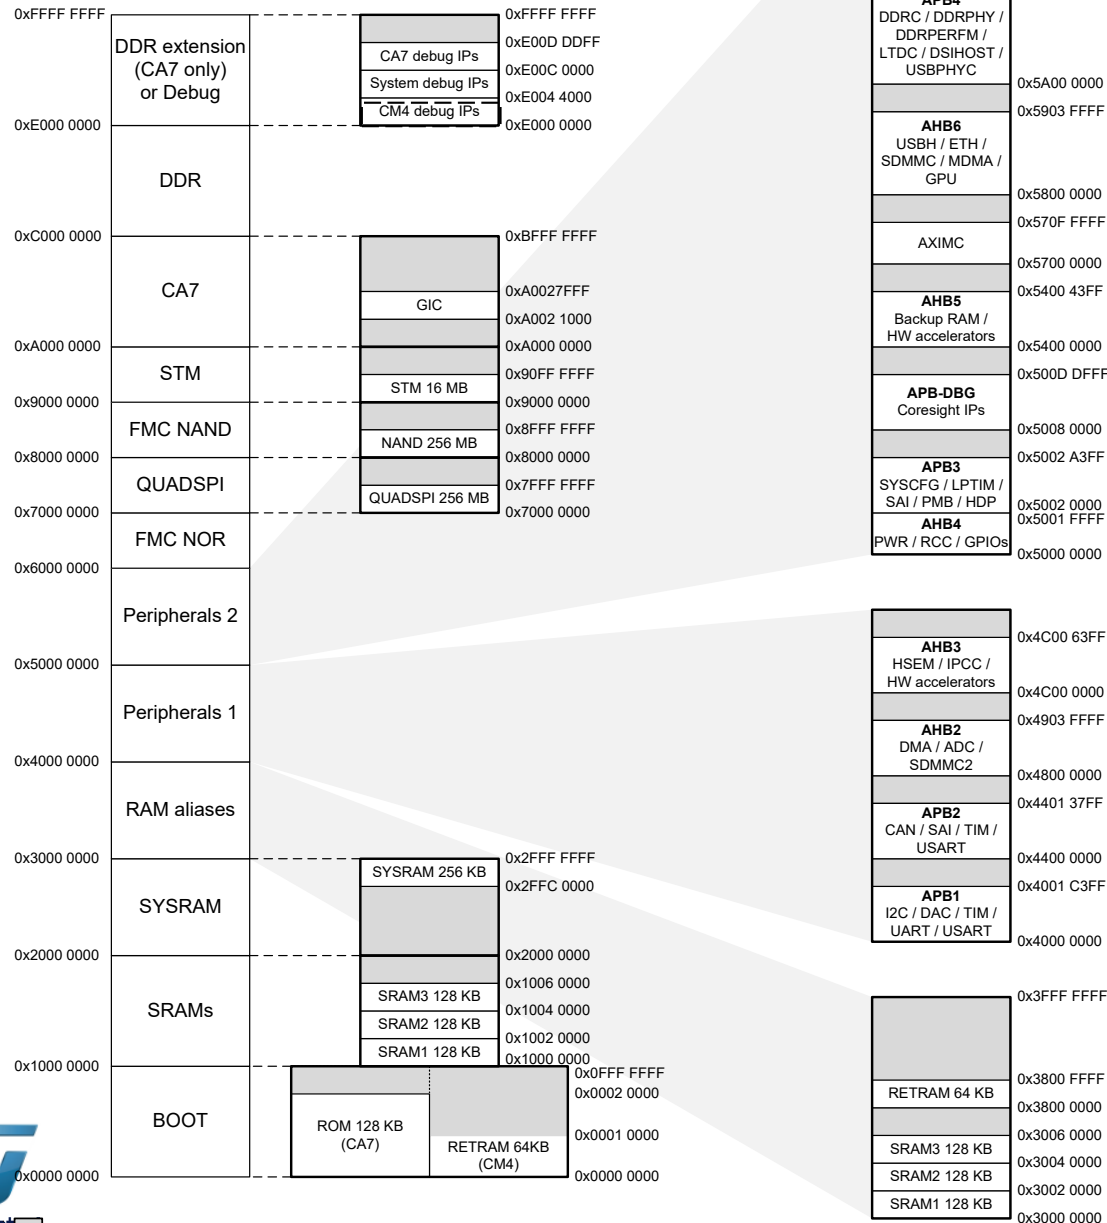 0xFFFF FFFF
DDR extension
(CA7 only)
or Debug
0xE000 0000
DDR
0xC000 0000
CA7
0xA000 0000
STM
0x9000 0000
FMC NAND
0x8000 0000
QUADSPI
0x7000 0000
FMC NOR
0x6000 0000
Peripherals 2
0x5000 0000
Peripherals 1
0x4000 0000
RAM aliases
0x3000 0000
SYSRAM
0x2000 0000
SRAMs
0x1000 0000
BOOT
0x0000 0000
0xFFFF FFFF
0xE00D DDFF
CA7 debug IPs
0xE00C 0000
System debug IPs
0xE004 4000
CM4 debug IPs
0xE000 0000
0xBFFF FFFF
0xA0027FFF
GIC
0xA002 1000
0xA000 0000
0x90FF FFFF
STM 16 MB
0x9000 0000
0x8FFF FFFF
NAND 256 MB
0x8000 0000
0x7FFF FFFF
QUADSPI 256 MB
0x7000 0000
0x2FFF FFFF
SYSRAM 256 KB
0x2FFC 0000
0x2000 0000
0x1006 0000
SRAM3 128 KB
0x1004 0000
SRAM2 128 KB
0x1002 0000
SRAM1 128 KB
0x1000 0000
0x0FFF FFFF
0x0002 0000
ROM 128 KB
(CA7)
0x0001 0000
RETRAM 64KB
(CM4)
0x0000 0000
APB4
DDRC / DDRPHY /
DDRPERFM /
LTDC / DSIHOST /
USBPHYC
0x5A00 0000
0x5903 FFFF
AHB6
USBH / ETH /
SDMMC / MDMA /
GPU
0x5800 0000
0x570F FFFF
AXIMC
0x5700 0000
0x5400 43FF
AHB5
Backup RAM /
HW accelerators
0x5400 0000
0x500D DFFF
APB-DBG
Coresight IPs
0x5008 0000
0x5002 A3FF
APB3
SYSCFG / LPTIM /
SAI / PMB / HDP
0x5002 0000
0x5001 FFFF
AHB4
PWR / RCC / GPIOs
0x5000 0000
0x4C00 63FF
AHB3
HSEM / IPCC /
HW accelerators
0x4C00 0000
0x4903 FFFF
AHB2
DMA / ADC /
SDMMC2
0x4800 0000
0x4401 37FF
APB2
CAN / SAI / TIM /
USART
0x4400 0000
0x4001 C3FF
APB1
I2C / DAC / TIM /
UART / USART
0x4000 0000
0x3FFF FFFF
0x3800 FFFF
RETRAM 64 KB
0x3800 0000
0x3006 0000
SRAM3 128 KB
0x3004 0000
SRAM2 128 KB
0x3002 0000
SRAM1 128 KB
0x3000 0000